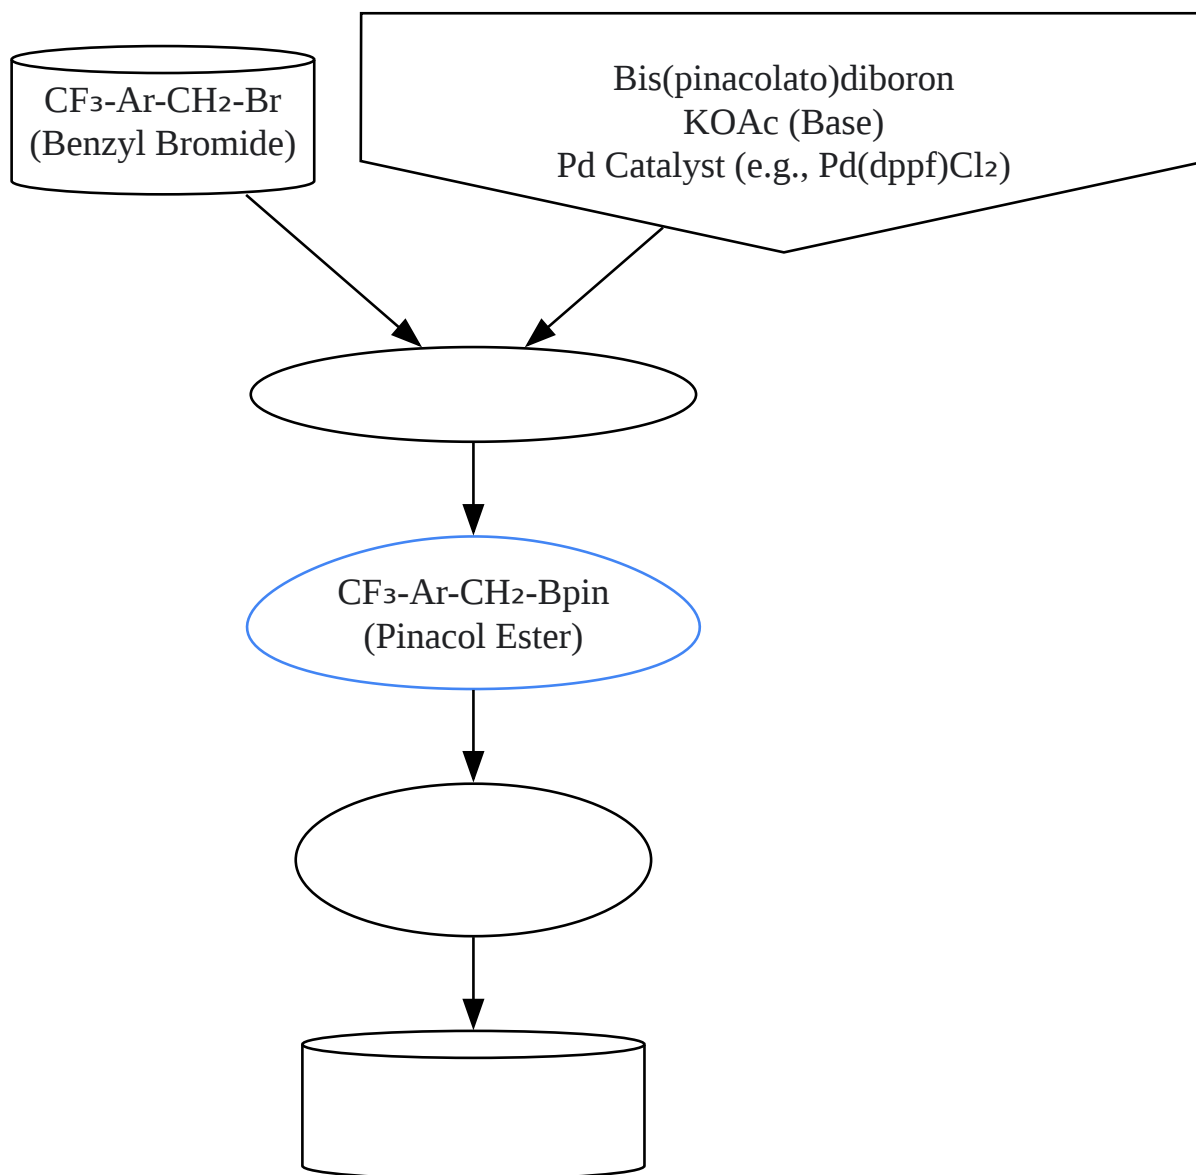 CF₃-Ar-CH₂-Br
(Benzyl Bromide)
Bis(pinacolato)diboron
KOAc (Base)
Pd Catalyst (e.g., Pd(dppf)Cl₂)
CF₃-Ar-CH₂-Bpin
(Pinacol Ester)